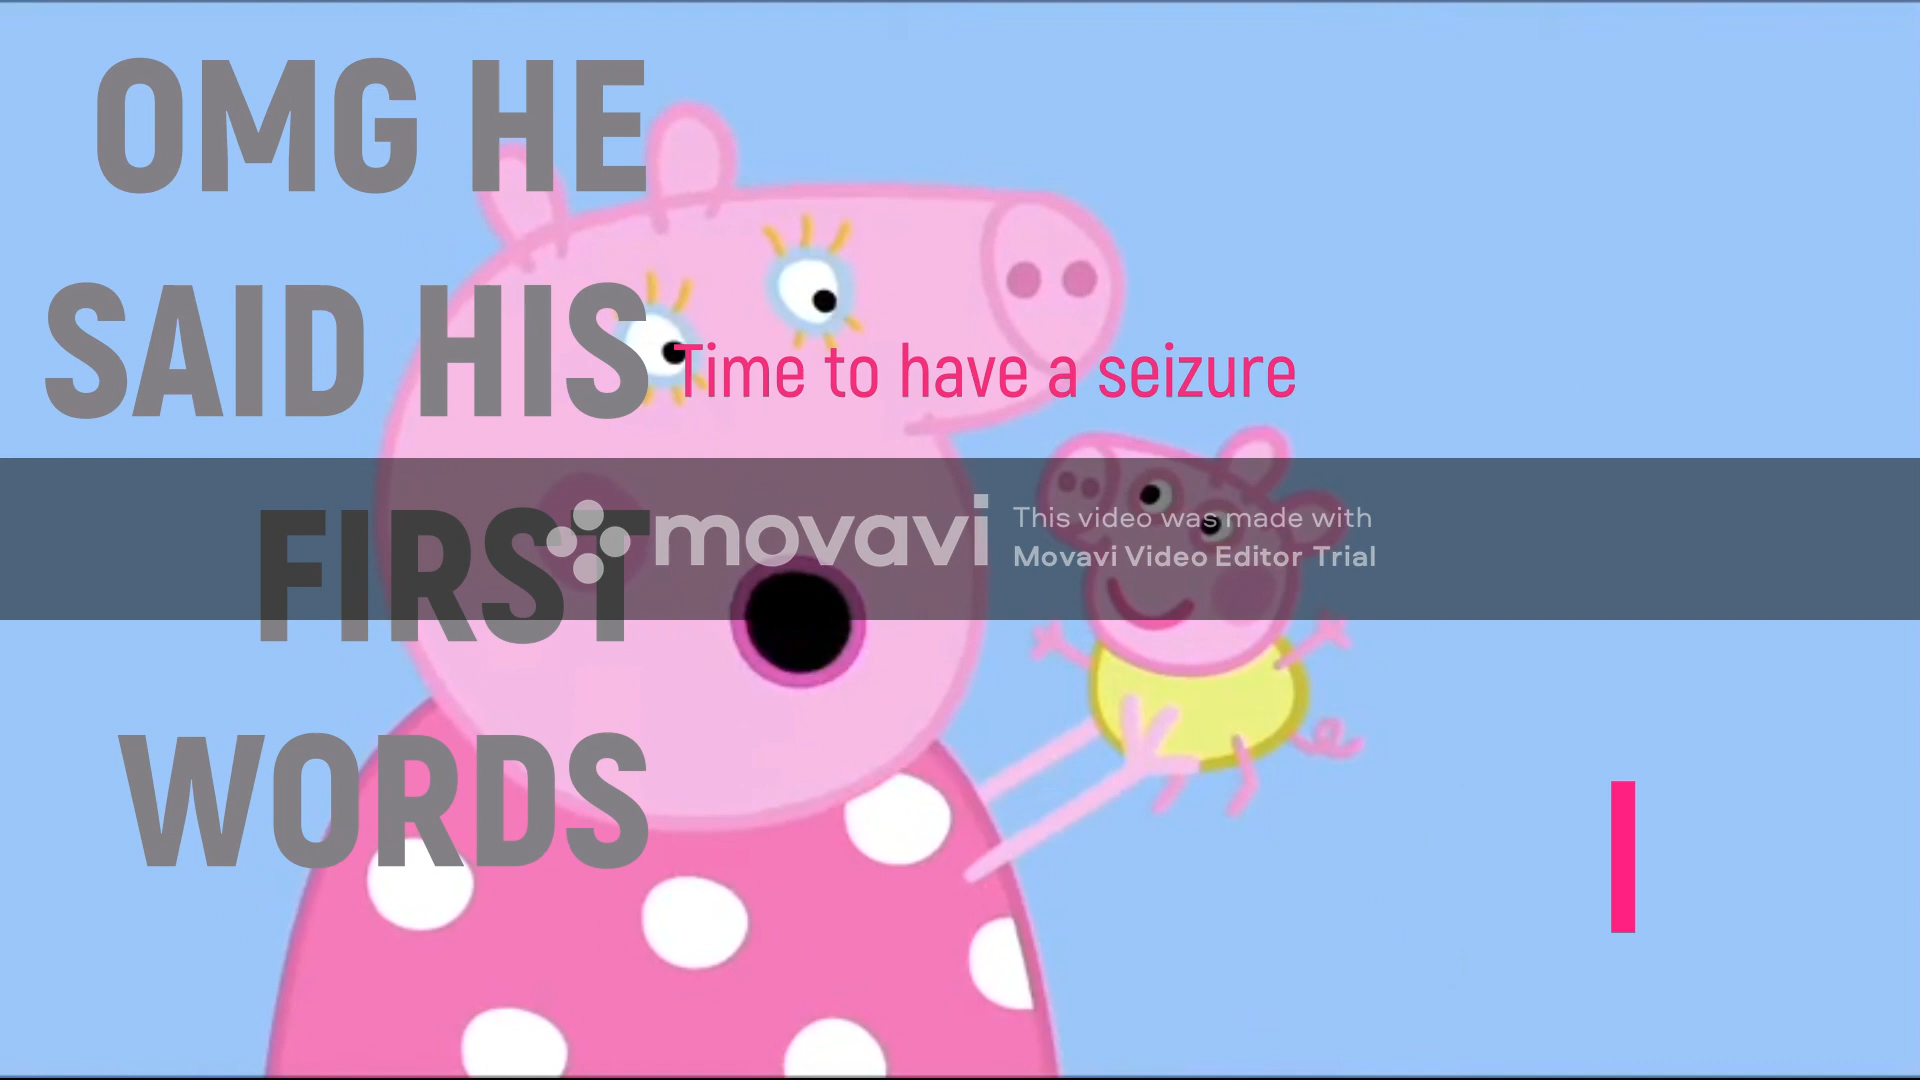 OMG HE
SAID HIS
FIRST
WORDS
Time to have a seizure
movavi
This video was made with
Movavi Video Editor Trial